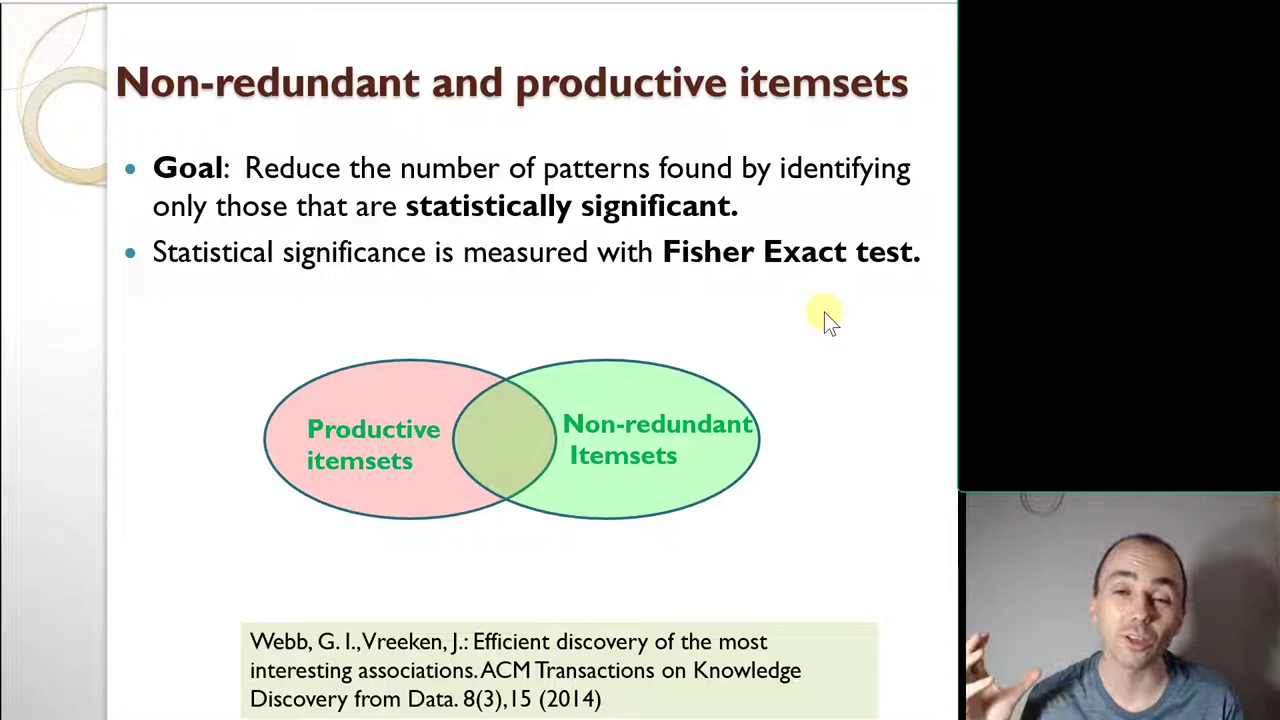 Non-redundant and productive itemsets
• Goal: Reduce the number of patterns found by identifying
only those that are statistically significant.
• Statistical significance is measured with Fisher Exact test.
Productive
itemsets
Non-redundant
Itemsets
Webb, G. I., Vreeken, J.: Efficient discovery of the most
interesting associations. ACM Transactions on Knowledge
Discovery from Data. 8(3),15 (2014)